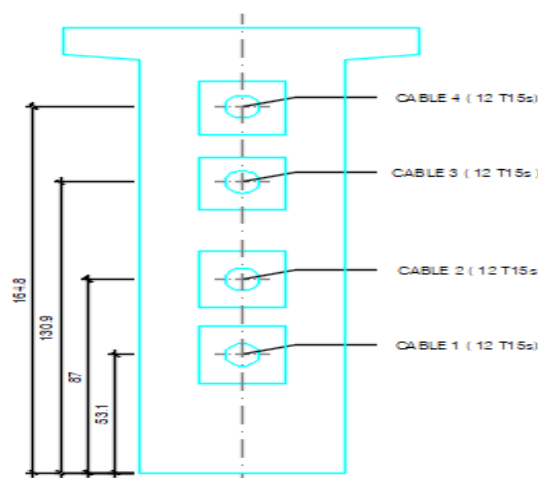 CABLE 4 ( 12 T15s)
CABLE 3 ( 12 T15s )
CABLE 2 ( 12 T15s
CABLE 1 ( 12 T15s)
164.8
130.9
87
53.1